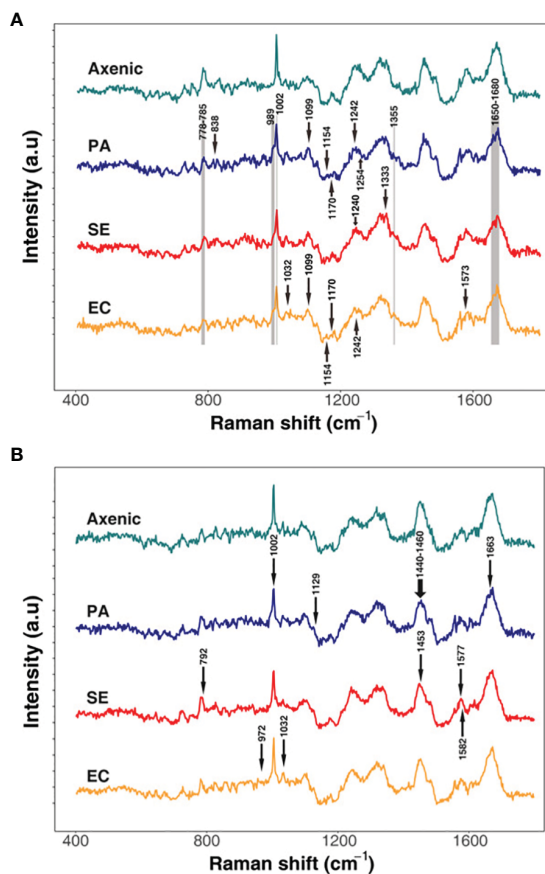 A
Intensity (a.u)
Axenic
778-785
838
989
1002
1099
1154
1170
1242
1254
1355
1650-1680
PA
1240
1333
SE
1032
1099
1170
1573
EC
1154
1242
400
800
1200
1600
Raman shift (cm−1)
B
Intensity (a.u)
Axenic
1002
1129
1440-1460
1663
PA
792
1453
1577
SE
1582
972
1032
EC
400
800
1200
1600
Raman shift (cm−1)